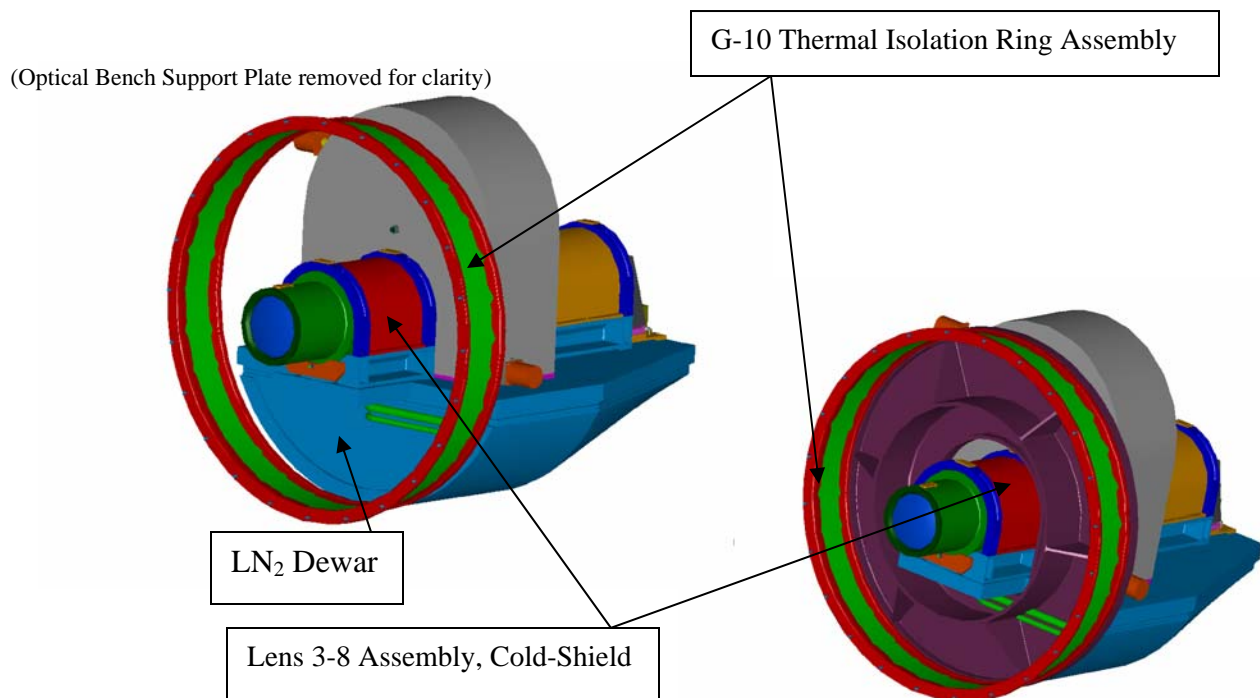 G-10 Thermal Isolation Ring Assembly
(Optical Bench Support Plate removed for clarity)
LN₂ Dewar
Lens 3-8 Assembly, Cold-Shield